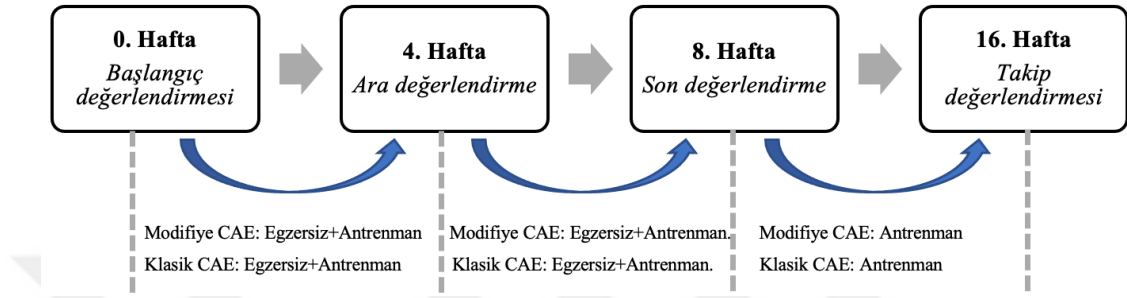 0. Hafta
Başlangıç
değerlendirmesi
4. Hafta
Ara değerlendirme
8. Hafta
Son değerlendirme
16. Hafta
Takip
değerlendirmesi
Modifiye CAE: Egzersiz+Antrenman
Klasik CAE: Egzersiz+Antrenman
Modifiye CAE: Egzersiz+Antrenman.
Klasik CAE: Egzersiz+Antrenman.
Modifiye CAE: Antrenman
Klasik CAE: Antrenman